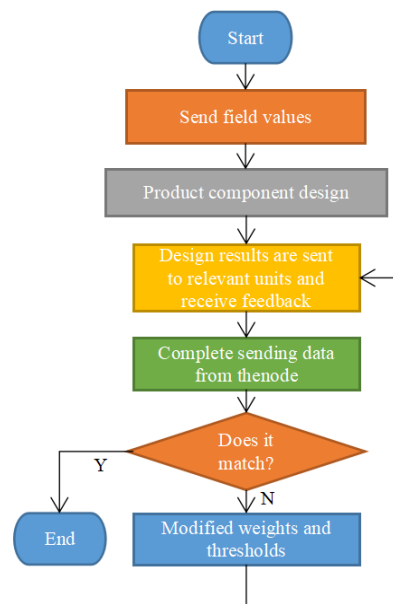 Start
Send field values
Product component design
Design results are sent
to relevant units and
receive feedback
Complete sending data
from thenode
Does it
match?
Y
N
End
Modified weights and
thresholds